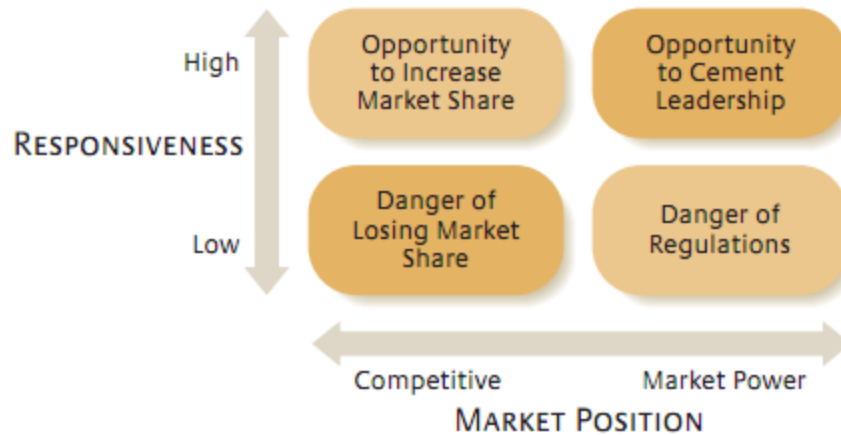 High
RESPONSIVENESS
Low
Opportunity
to Increase
Market Share
Opportunity
to Cement
Leadership
Danger of
Losing Market
Share
Danger of
Regulations
Competitive
Market Power
MARKET POSITION